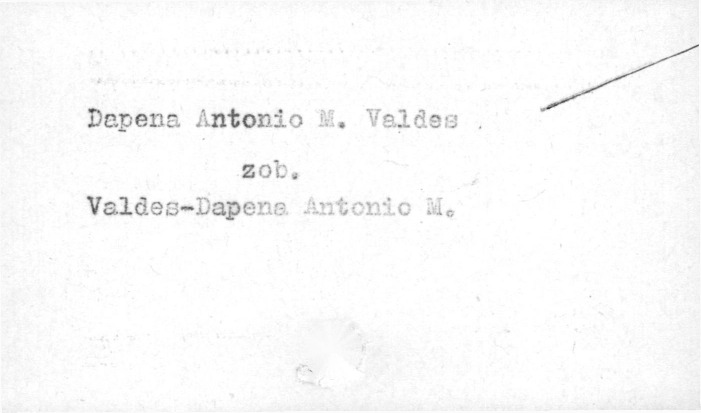 Dapena Antonio M. Valdes
zob.
Valdes-Dapena Antonio M.